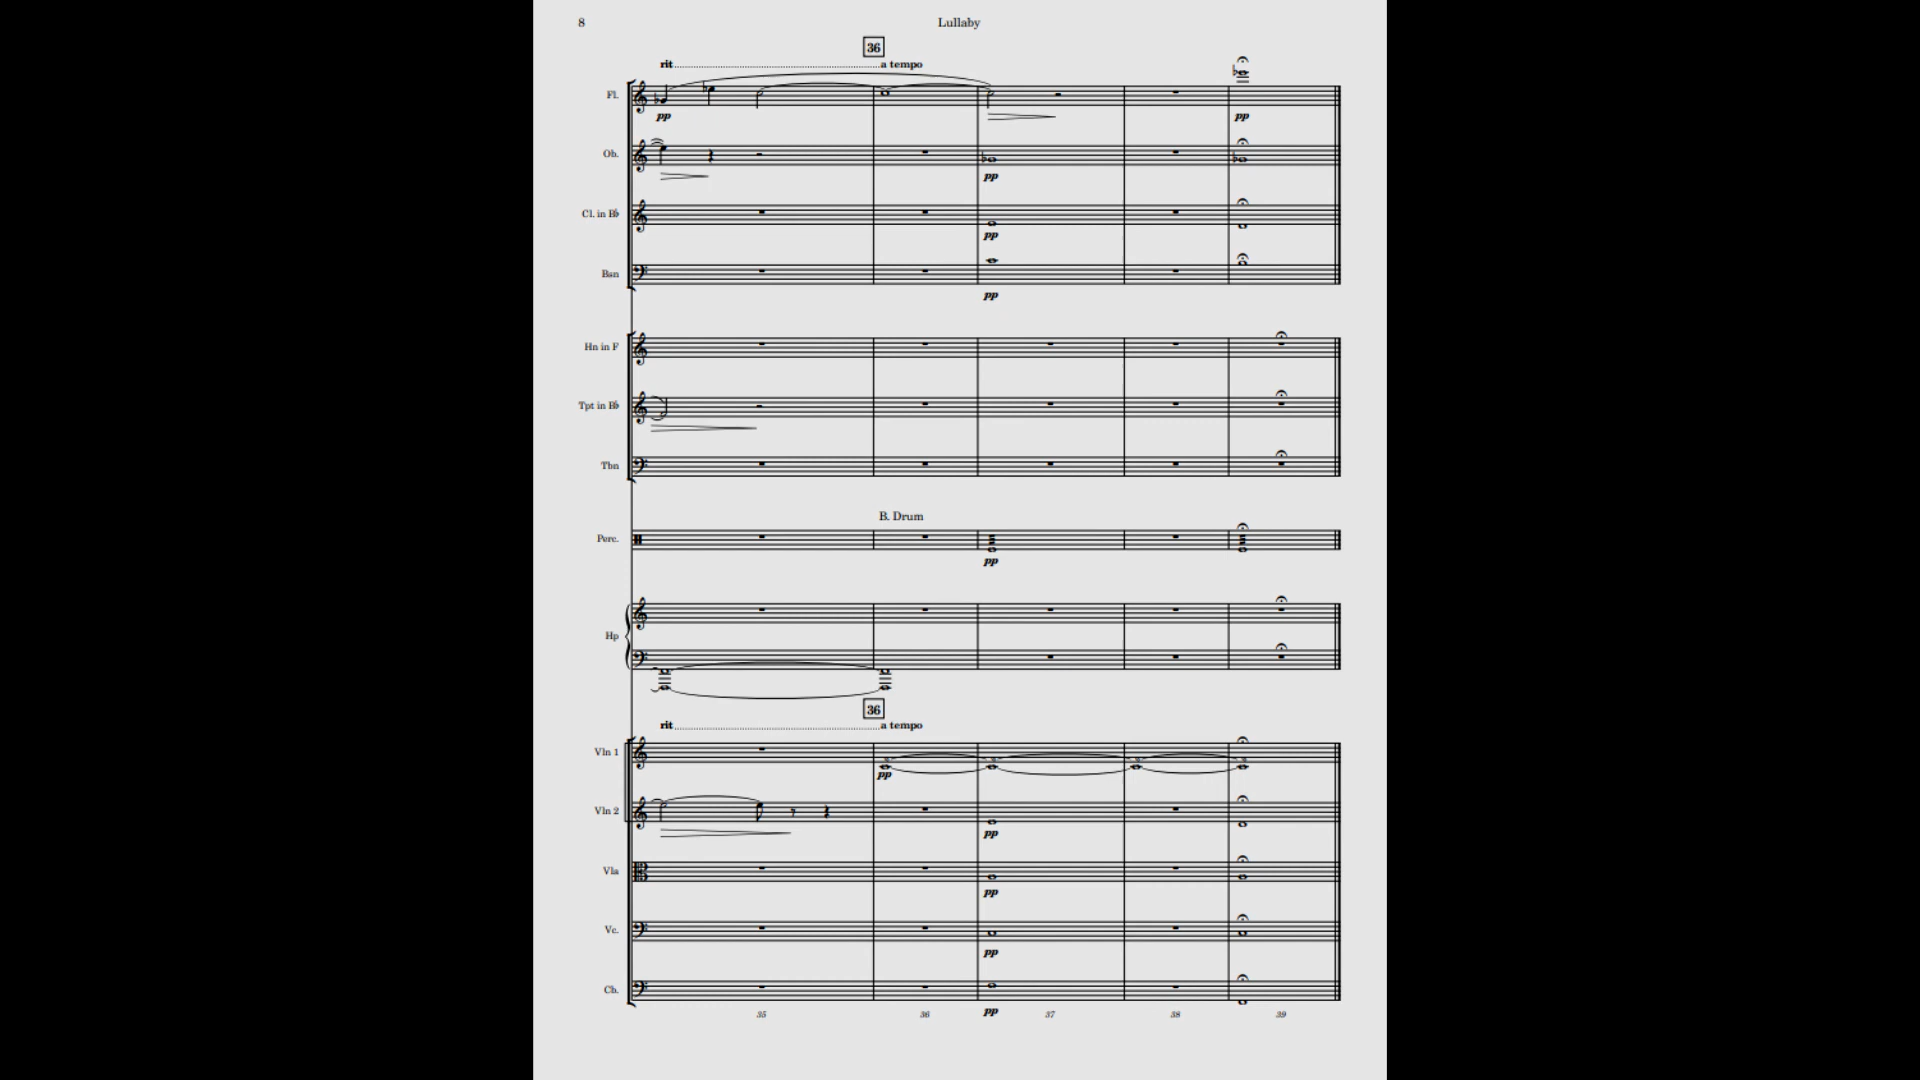 8 Lullaby
36
rit a tempo
Fl.
pp pp
Ob.
pp
Cl. in B♭
pp
Bsn
pp
Hn in F
Tpt in B♭
Tbn
B. Drum
Perc.
pp
Hp
36
rit a tempo
Vln 1
pp
Vln 2
pp
Vla
pp
Vc.
pp
Cb.
pp
35 36 37 38 39